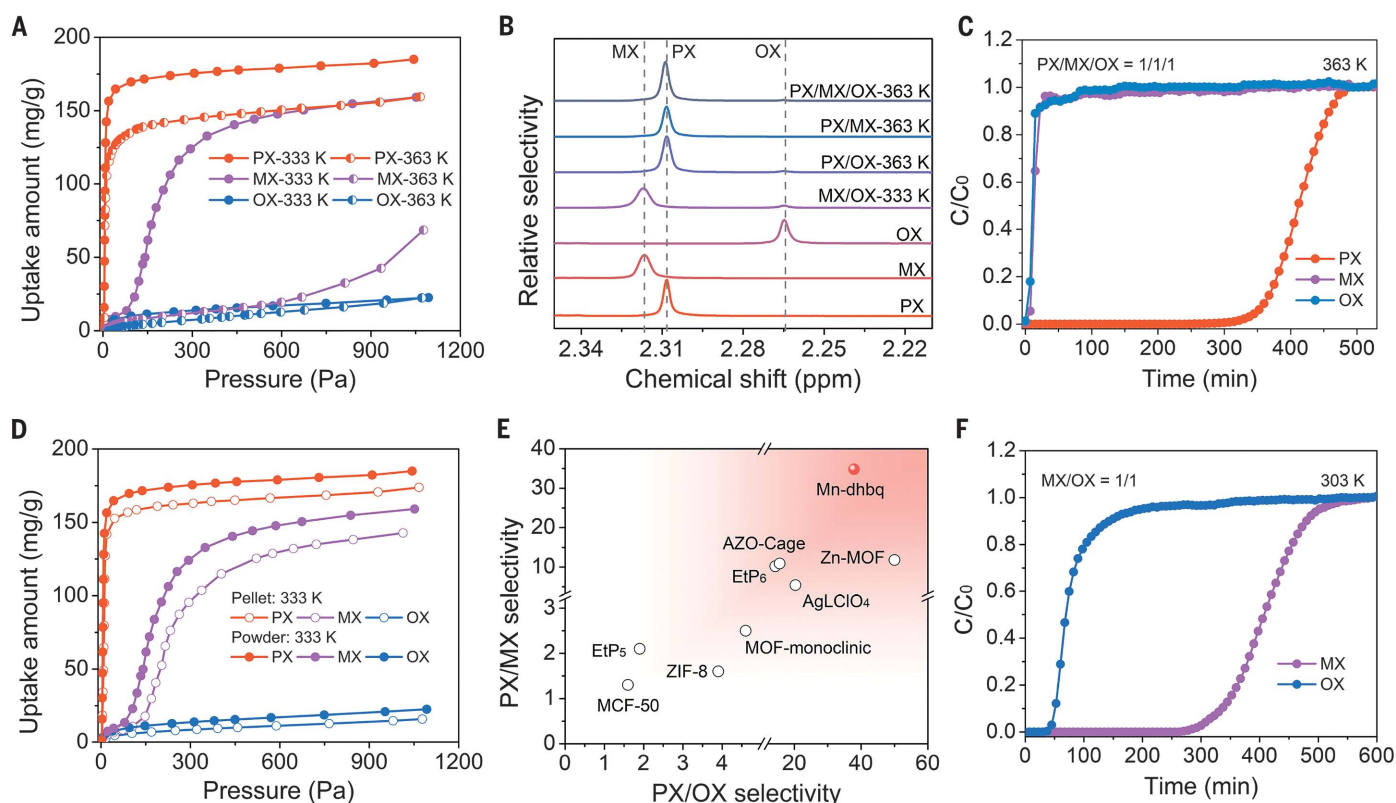 A
200
150
100
50
0
Uptake amount (mg/g)
PX-333 K PX-363 K
MX-333 K MX-363 K
OX-333 K OX-363 K
0 300 600 900 1200
Pressure (Pa)
B
MX PX OX
Relative selectivity
PX/MX/OX-363 K
PX/MX-363 K
PX/OX-363 K
MX/OX-333 K
OX
MX
PX
2.34 2.31 2.28 2.25 2.22
Chemical shift (ppm)
C
1.2
1.0
0.8
0.6
0.4
0.2
0.0
C/C0
PX/MX/OX = 1/1/1 363 K
PX
MX
OX
0 100 200 300 400 500
Time (min)
D
200
150
100
50
0
Uptake amount (mg/g)
Pellet: 333 K
PX MX OX
Powder: 333 K
PX MX OX
0 300 600 900 1200
Pressure (Pa)
E
40
35
30
25
20
15
10
5
3
2
1
0
PX/MX selectivity
Mn-dhbq
AZO-Cage
Zn-MOF
EtP6
AgLClO4
MOF-monoclinic
EtP5
ZIF-8
MCF-50
0 1 2 3 4 20 40 60
PX/OX selectivity
F
1.2
1.0
0.8
0.6
0.4
0.2
0.0
C/C0
MX/OX = 1/1 303 K
MX
OX
0 100 200 300 400 500 600
Time (min)